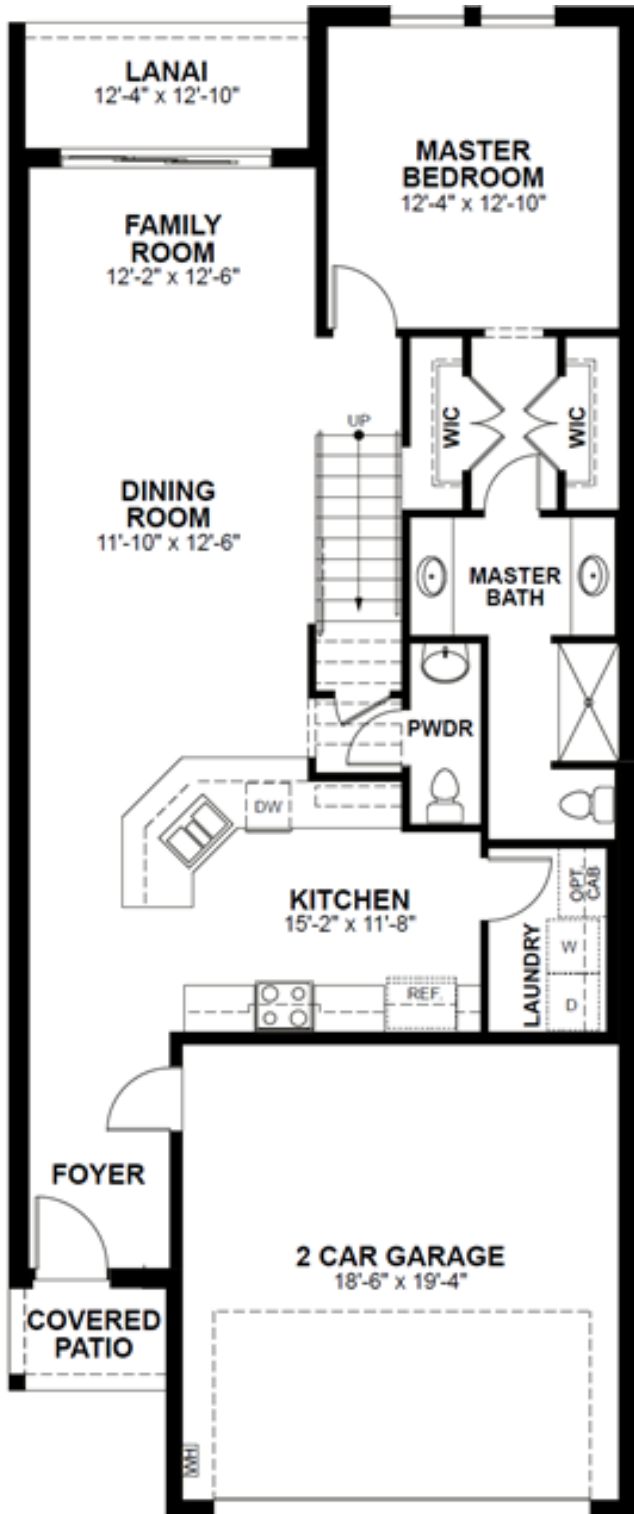 LANAI
12'-4" x 12'-10"
MASTER
BEDROOM
12'-4" x 12'-10"
FAMILY
ROOM
12'-2" x 12'-6"
WIC
WIC
UP
DINING
ROOM
11'-10" x 12'-6"
MASTER
BATH
PWDR
DW
KITCHEN
15'-2" x 11'-8"
OPT.
CAB
LAUNDRY
W
D
REF.
FOYER
2 CAR GARAGE
18'-6" x 19'-4"
COVERED
PATIO
WH